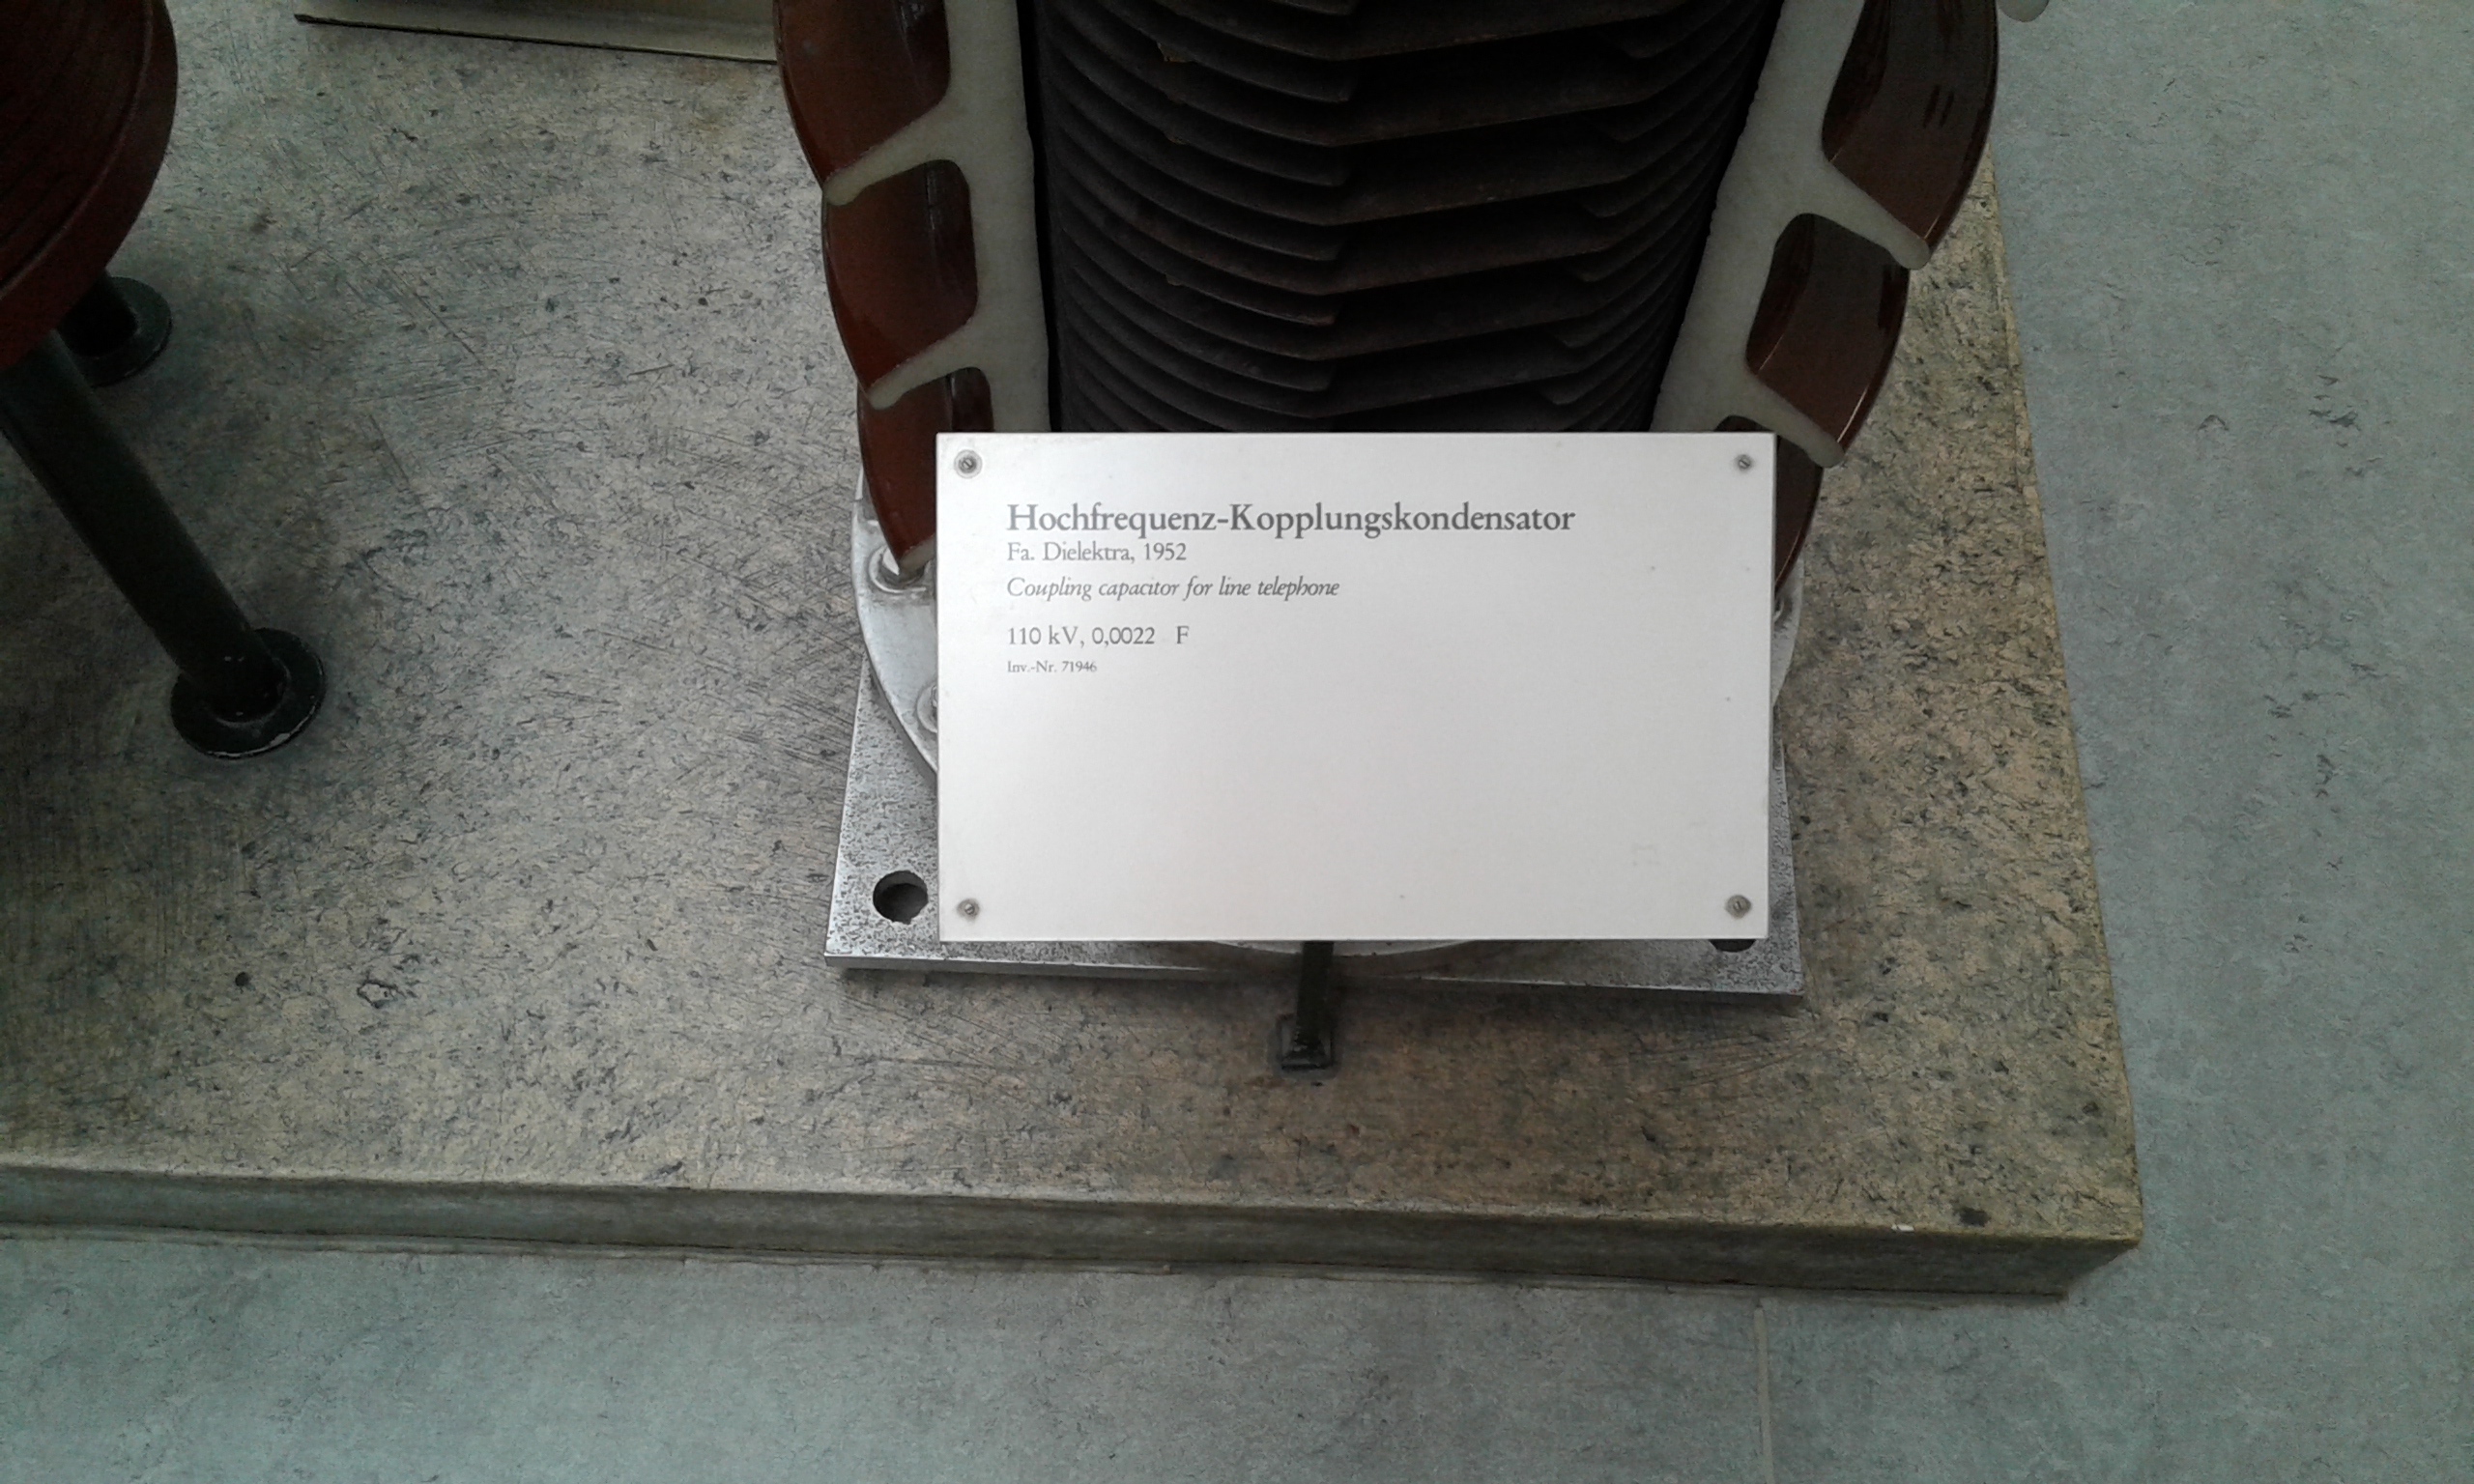 Hochfrequenz-Kopplungskondensator
Fa. Dielektra, 1952
Coupling capacitor for line telephone
110 kV, 0,0022 F
Inv.-Nr. 71946